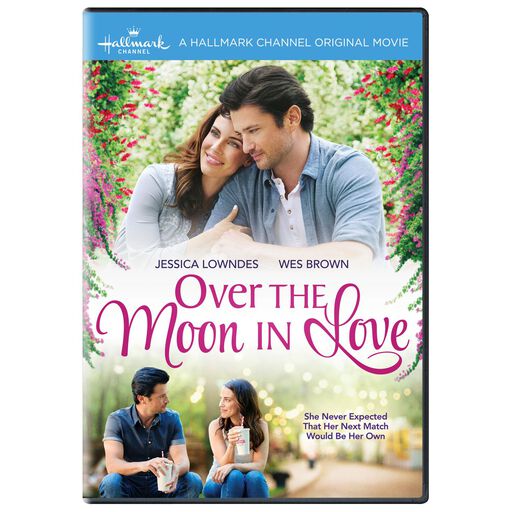 Hallmark
CHANNEL
A HALLMARK CHANNEL ORIGINAL MOVIE
JESSICA LOWNDES WES BROWN
OVER THE
MOON IN LOVE
She Never Expected
That Her Next Match
Would Be Her Own